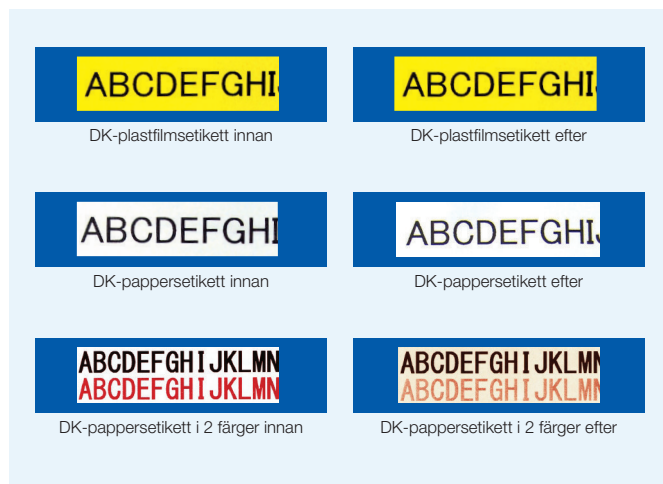 ABCDEFGHI
ABCDEFGHI
DK-plastfilmsetikett innan
DK-plastfilmsetikett efter
ABCDEFGHI
ABCDEFGHI
DK-pappersetikett innan
DK-pappersetikett efter
ABCDEFGHIJKLMN
ABCDEFGHIJKLMN
ABCDEFGHIJKLMN
ABCDEFGHIJKLMN
DK-pappersetikett i 2 färger innan
DK-pappersetikett i 2 färger efter